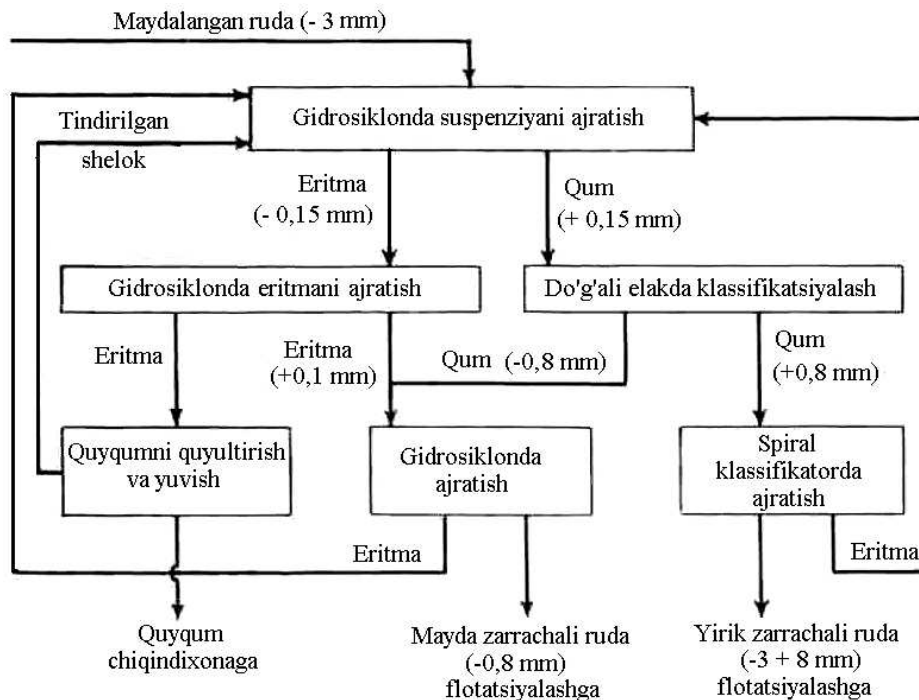 Maydalangan ruda (- 3 mm)
Gidrosiklonda suspenziyani ajratish
Tindirilgan
shelok
Eritma
(- 0,15 mm)
Qum
(+ 0,15 mm)
Gidrosiklonda eritmani ajratish
Do'g'ali elakda klassifikatsiyalash
Eritma
Eritma
(+0,1 mm)
Qum (-0,8 mm)
Qum
(+0,8 mm)
Quyqumni quyultirish
va yuvish
Gidrosiklonda
ajratish
Spiral
klassifikatorda
ajratish
Eritma
Eritma
Quyqum
chiqindixonaga
Mayda zarrachali ruda
(-0,8 mm)
flotatsiyalashga
Yirik zarrachali ruda
(-3 + 8 mm)
flotatsiyalashga